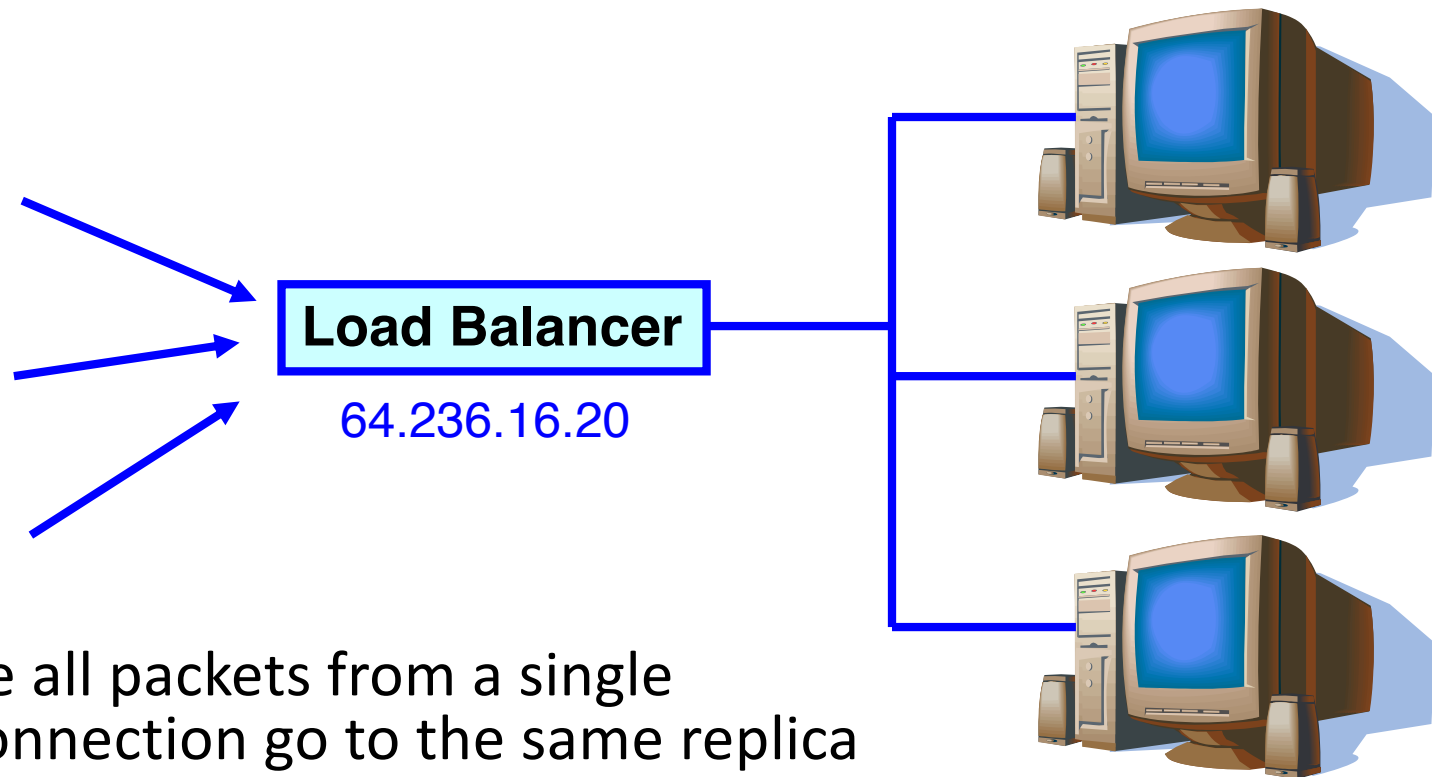 Load Balancer
64.236.16.20
e all packets from a single
onnection go to the same replica